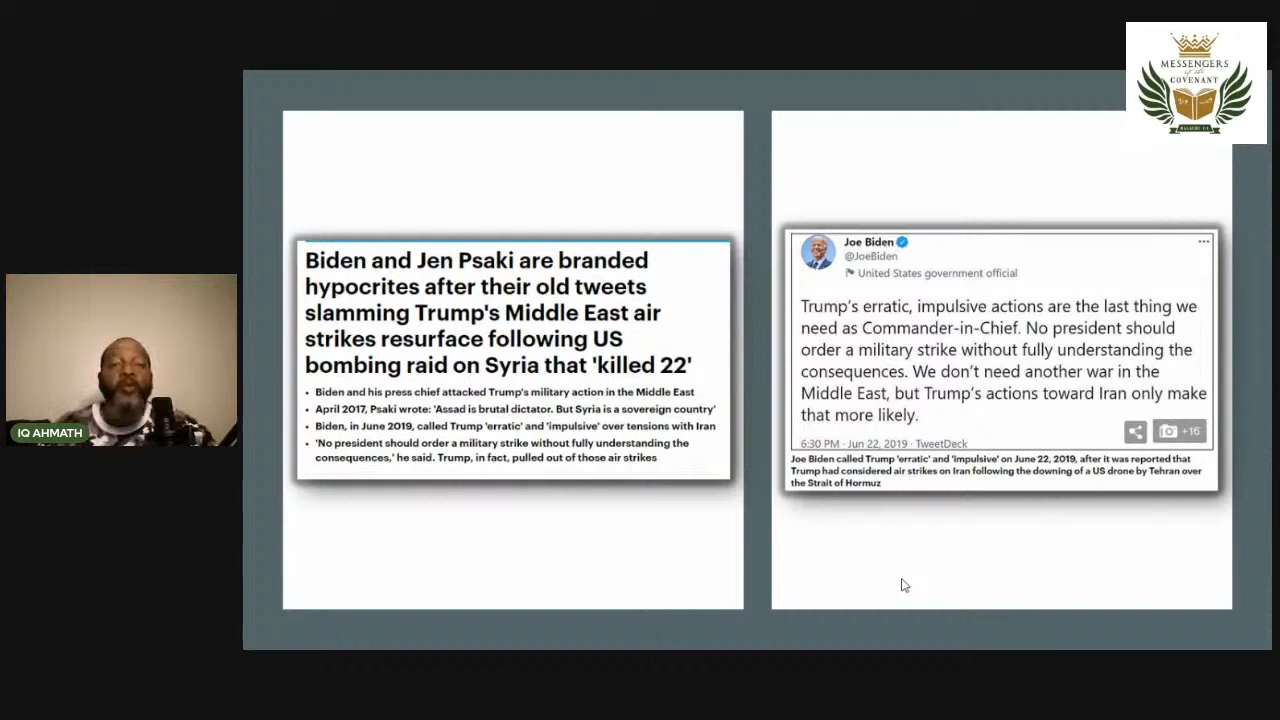 MESSENGERS
of the
COVENANT
Biden and Jen Psaki are branded
hypocrites after their old tweets
slamming Trump's Middle East air
strikes resurface following US
bombing raid on Syria that 'killed 22'
• Biden and his press chief attacked Trump's military action in the Middle East
• April 2017, Psaki wrote: 'Assad is brutal dictator. But Syria is a sovereign country'
• Biden, in June 2019, called Trump 'erratic' and 'impulsive' over tensions with Iran
• 'No president should order a military strike without fully understanding the
consequences,' he said. Trump, in fact, pulled out of those air strikes
Joe Biden
@JoeBiden
United States government official
Trump's erratic, impulsive actions are the last thing we
need as Commander-in-Chief. No president should
order a military strike without fully understanding the
consequences. We don't need another war in the
Middle East, but Trump's actions toward Iran only make
that more likely.
6:30 PM · Jun 22, 2019 · TweetDeck
+16
Joe Biden called Trump 'erratic' and 'impulsive' on June 22, 2019, after it was reported that
Trump had considered air strikes on Iran following the downing of a US drone by Tehran over
the Strait of Hormuz
IQ AHMATH